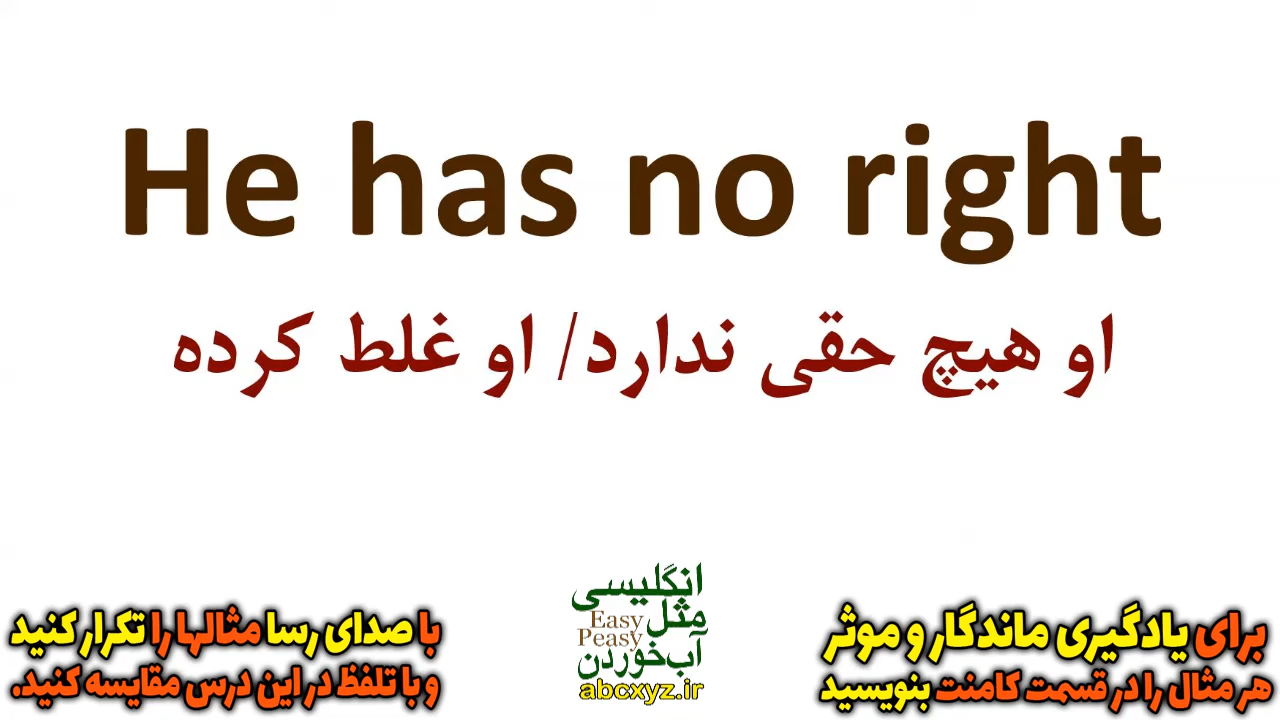 He has no right
او هیچ حقی ندارد/ او غلط کرده
برای یادگیری ماندگار و موثر
هر مثال را در قسمت کامنت بنویسید
انگلیسی
مثل Easy
Peasy
آب‌خوردن
abcxyz.ir
با صدای رسا مثالها را تکرار کنید
و با تلفظ در این درس مقایسه کنید.